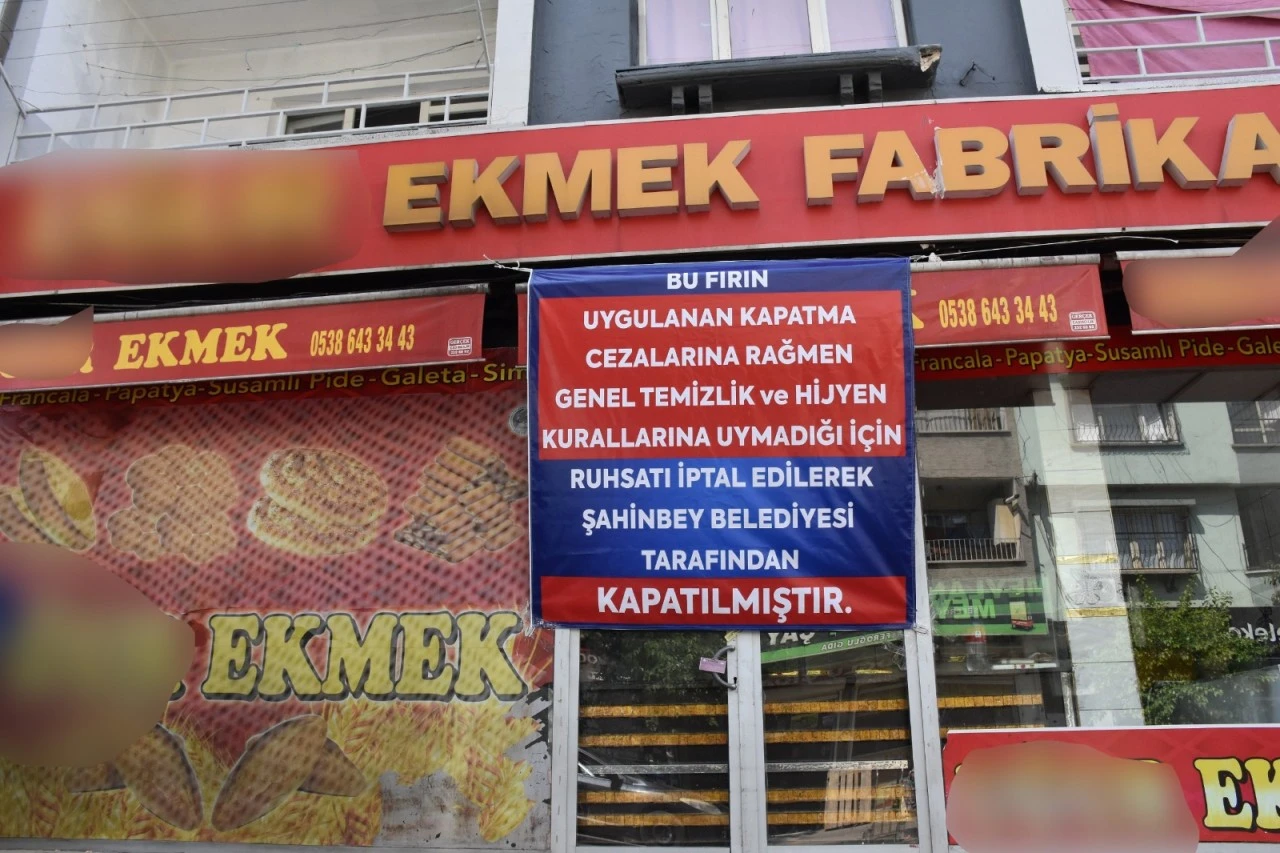 EKMEK FABRİKA
EKMEK 0538 643 34 43
0538 643 34 43
Francala-Papatya-Susamlı Pide-Galeta-Sim
Francala-Papatya-Susamlı Pide-Galeta
BU FIRIN
UYGULANAN KAPATMA
CEZALARINA RAĞMEN
GENEL TEMİZLİK ve HİJYEN
KURALLARINA UYMADIĞI İÇİN
RUHSATI İPTAL EDİLEREK
ŞAHİNBEY BELEDİYESİ
TARAFINDAN
KAPATILMIŞTIR.
EKMEK
EK